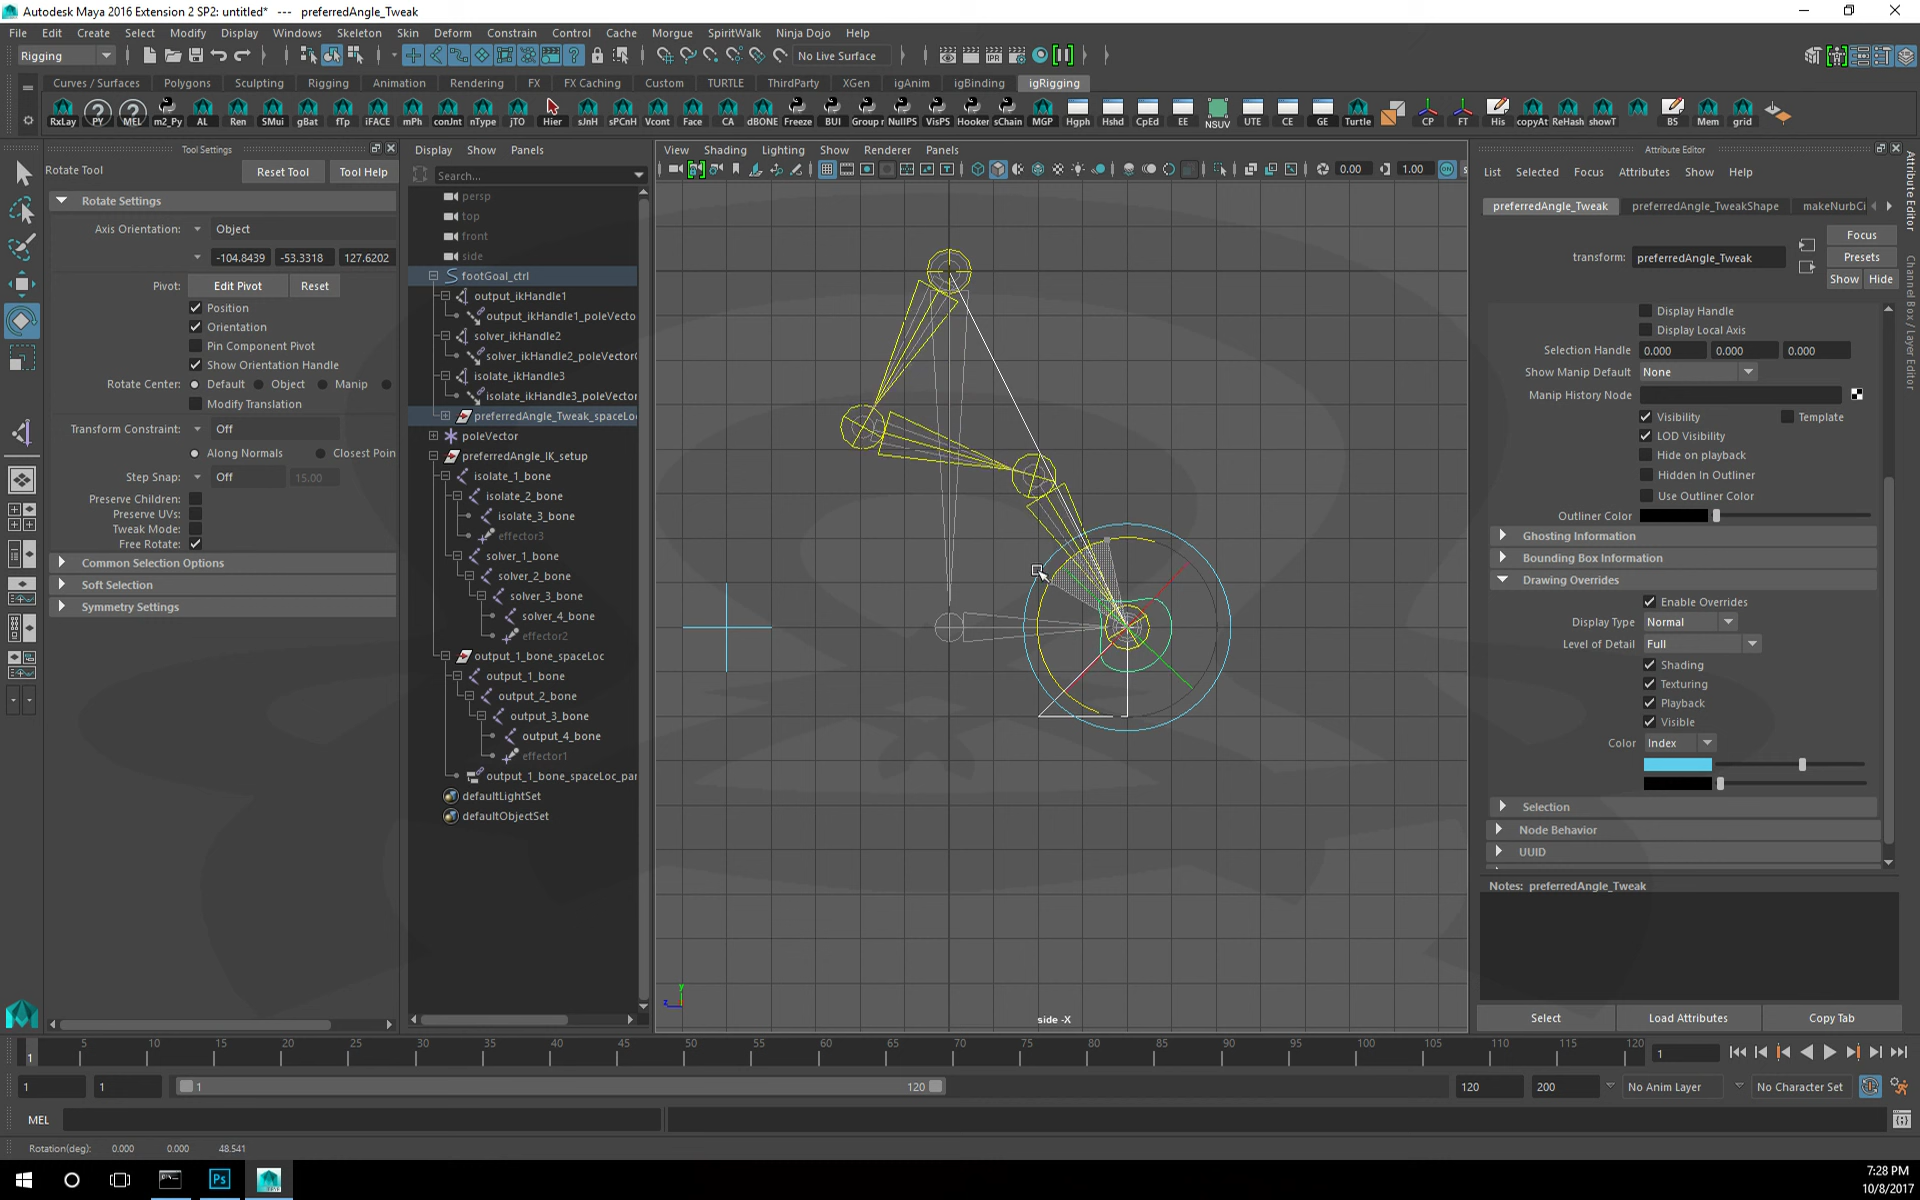 Autodesk Maya 2016 Extension 2 SP2: untitled* --- preferredAngle_Tweak
File Edit Create Select Modify Display Windows Skeleton Skin Deform Constrain Control Cache Morgue SpiritWalk Ninja Dojo Help
Rigging No Live Surface
Curves / Surfaces Polygons Sculpting Rigging Animation Rendering FX FX Caching Custom TURTLE ThirdParty XGen igAnim igBinding igRigging
RxLay PY MEL m2_Py AL Ren SMui gBat fTp iFACE mPh conJnt nType jTO Hier sJnH sPCnH Vcont Face CA dBONE Freeze BUI Group r NullPS VisPS Hooker sChain MGP Hgph Hshd CpEd EE NSUV UTE CE GE Turtle CP FT His copyAt ReHash showT BS Mem grid
Tool Settings
Rotate Tool Reset Tool Tool Help
Rotate Settings
Axis Orientation: Object
-104.8439 -53.3318 127.6202
Pivot: Edit Pivot Reset
Position
Orientation
Pin Component Pivot
Show Orientation Handle
Rotate Center: Default Object Manip
Modify Translation
Transform Constraint: Off
Along Normals Closest Poin
Step Snap: Off 15.00
Preserve Children:
Preserve UVs:
Tweak Mode:
Free Rotate:
Common Selection Options
Soft Selection
Symmetry Settings
Display Show Panels
Search...
persp
top
front
side
footGoal_ctrl
output_ikHandle1
output_ikHandle1_poleVecto
solver_ikHandle2
solver_ikHandle2_poleVector
isolate_ikHandle3
isolate_ikHandle3_poleVector
preferredAngle_Tweak_spaceLo
poleVector
preferredAngle_IK_setup
isolate_1_bone
isolate_2_bone
isolate_3_bone
effector3
solver_1_bone
solver_2_bone
solver_3_bone
solver_4_bone
effector2
output_1_bone_spaceLoc
output_1_bone
output_2_bone
output_3_bone
output_4_bone
effector1
output_1_bone_spaceLoc_par
defaultLightSet
defaultObjectSet
View Shading Lighting Show Renderer Panels
0.00 1.00
y
z
side -X
Attribute Editor
List Selected Focus Attributes Show Help
preferredAngle_Tweak preferredAngle_TweakShape makeNurbCi
Focus
transform: preferredAngle_Tweak Presets
Show Hide
Display Handle
Display Local Axis
Selection Handle 0.000 0.000 0.000
Show Manip Default None
Manip History Node
Visibility Template
LOD Visibility
Hide on playback
Hidden In Outliner
Use Outliner Color
Outliner Color
Ghosting Information
Bounding Box Information
Drawing Overrides
Enable Overrides
Display Type Normal
Level of Detail Full
Shading
Texturing
Playback
Visible
Color Index
Selection
Node Behavior
UUID
Notes: preferredAngle_Tweak
Select Load Attributes Copy Tab
Attribute Editor
Channel Box / Layer Editor
1 5 10 15 20 25 30 35 40 45 50 55 60 65 70 75 80 85 90 95 100 105 110 115 120 1
1 1 1 120 120 200 No Anim Layer No Character Set
MEL
Rotation(deg): 0.000 0.000 48.541
Ps
7:28 PM
10/8/2017